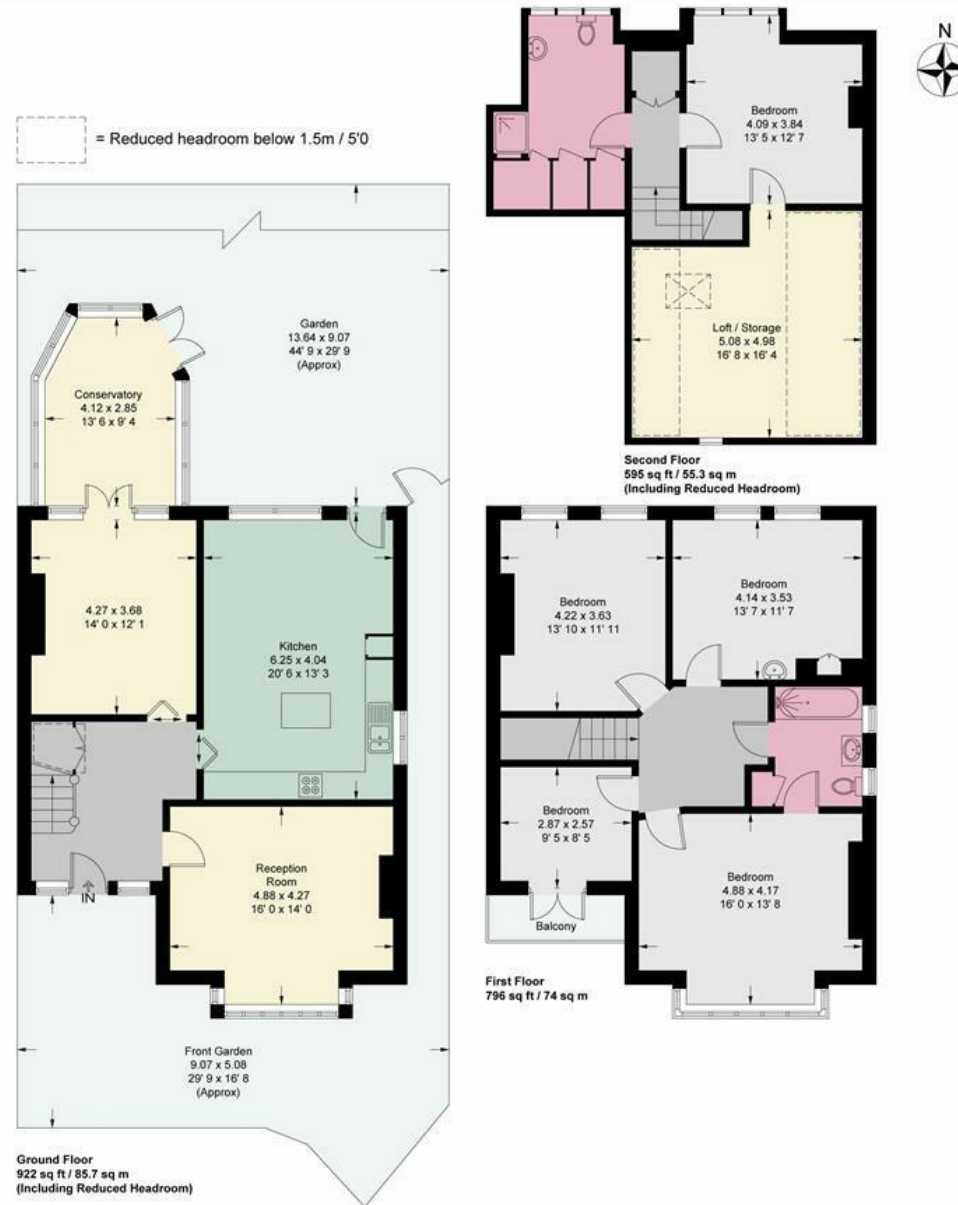 N
= Reduced headroom below 1.5m / 5'0
Bedroom
4.09 x 3.84
13' 5 x 12' 7
Loft / Storage
5.08 x 4.98
16' 8 x 16' 4
Second Floor
595 sq ft / 55.3 sq m
(Including Reduced Headroom)
Garden
13.64 x 9.07
44' 9 x 29' 9
(Approx)
Conservatory
4.12 x 2.85
13' 6 x 9' 4
4.27 x 3.68
14' 0 x 12' 1
Kitchen
6.25 x 4.04
20' 6 x 13' 3
Reception
Room
4.88 x 4.27
16' 0 x 14' 0
IN
Front Garden
9.07 x 5.08
29' 9 x 16' 8
(Approx)
Ground Floor
922 sq ft / 85.7 sq m
(Including Reduced Headroom)
Bedroom
4.22 x 3.63
13' 10 x 11' 11
Bedroom
4.14 x 3.53
13' 7 x 11' 7
Bedroom
2.87 x 2.57
9' 5 x 8' 5
Bedroom
4.88 x 4.17
16' 0 x 13' 8
Balcony
First Floor
796 sq ft / 74 sq m